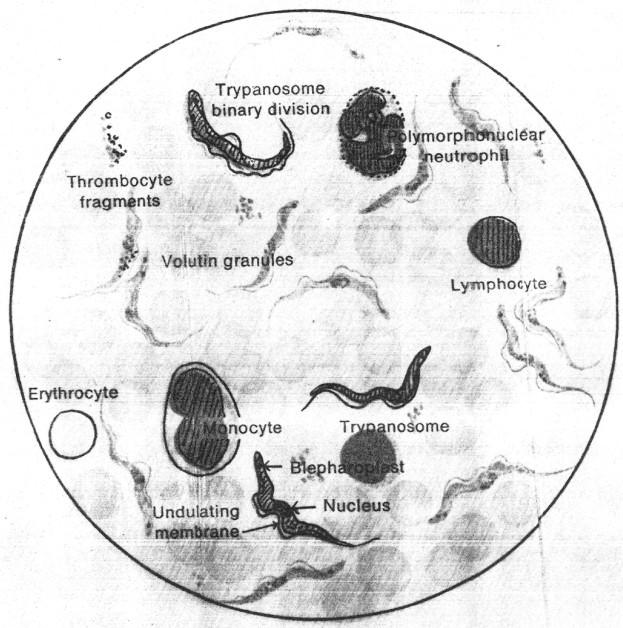 Trypanosome
binary division
Polymorphonuclear
neutrophil
Thrombocyte
fragments
Volutin granules
Lymphocyte
Erythrocyte
Monocyte
Trypanosome
Blepharoplast
Nucleus
Undulating
membrane